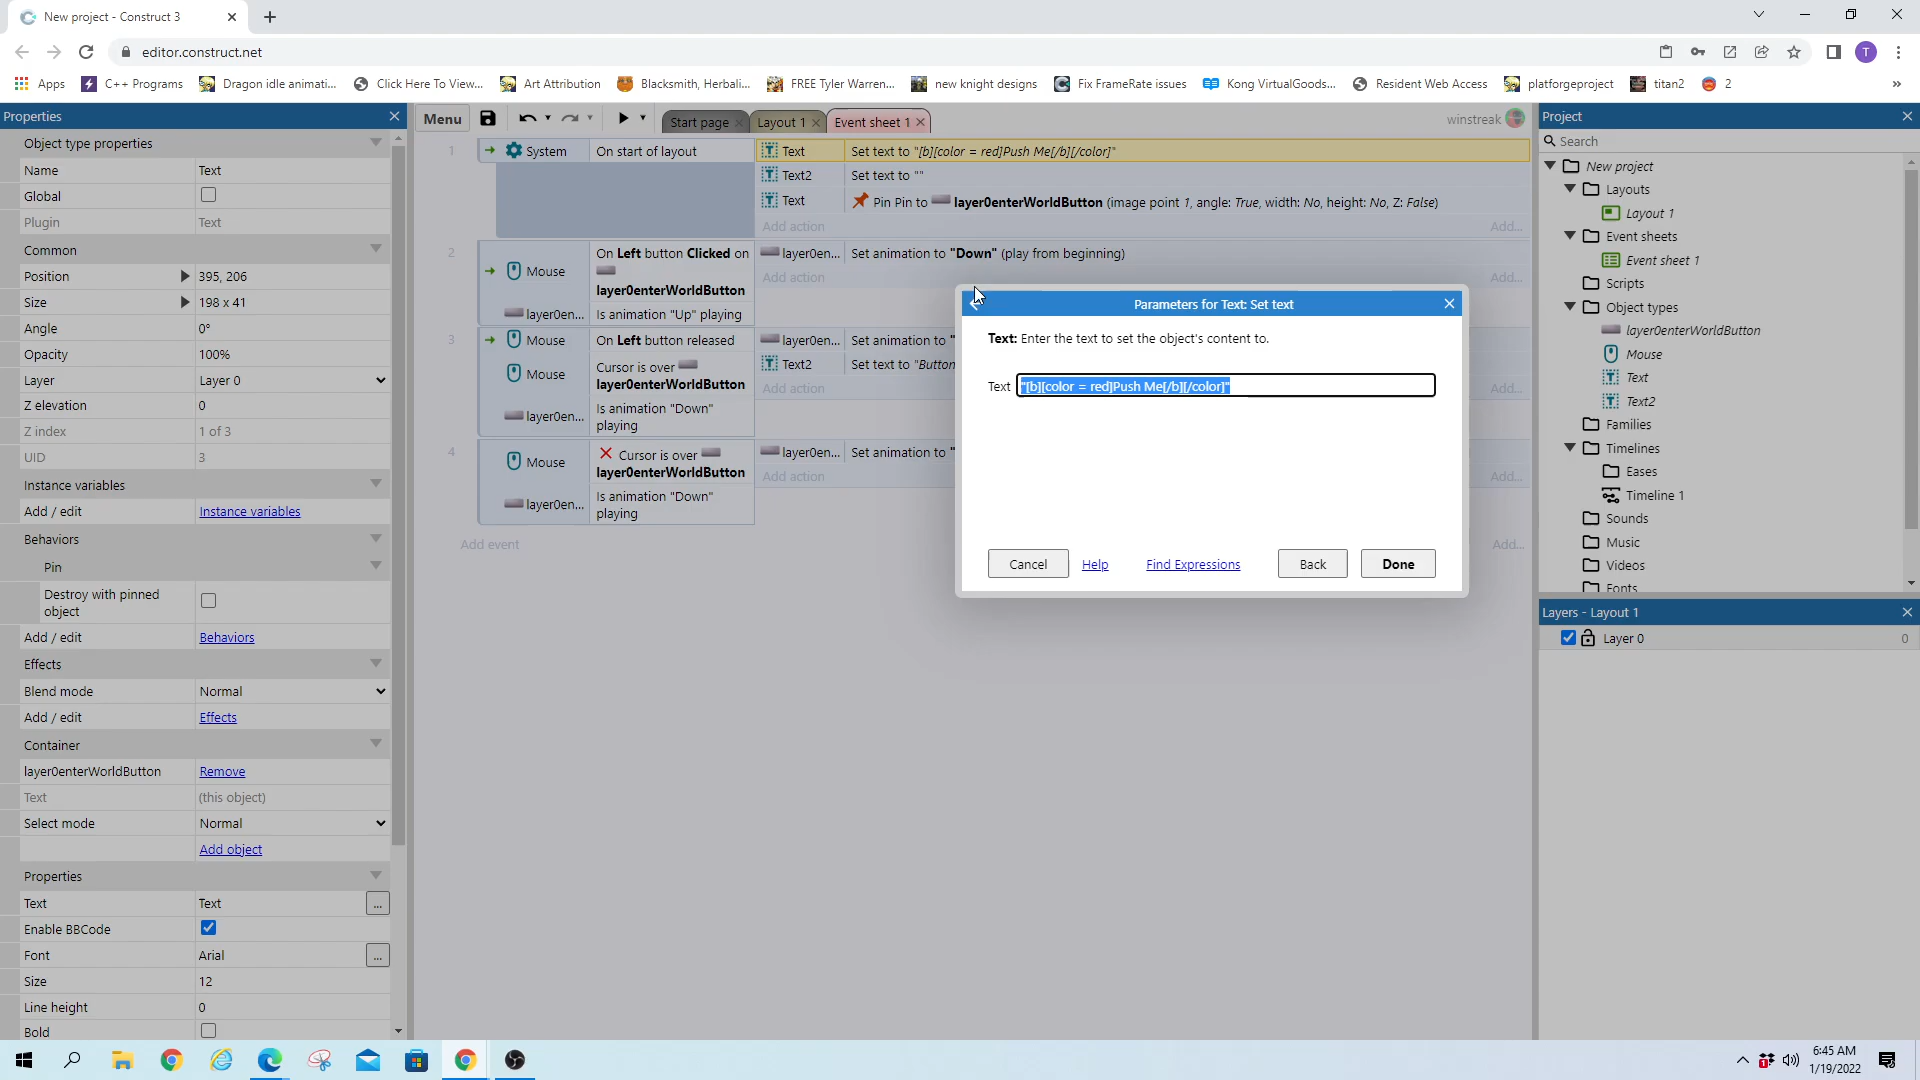 New project - Construct 3
editor.construct.net
Apps
C++ Programs
Dragon idle animati...
Click Here To View...
Art Attribution
Blacksmith, Herbali...
FREE Tyler Warren...
new knight designs
Fix FrameRate issues
Kong VirtualGoods...
Resident Web Access
platforgeproject
titan2
2
»
T
Properties
Object type properties
Name Text
Global
Plugin Text
Common
Position 395, 206
Size 198 x 41
Angle 0°
Opacity 100%
Layer Layer 0
Z elevation 0
Z index 1 of 3
UID 3
Instance variables
Add / edit Instance variables
Behaviors
Pin
Destroy with pinned
object
Add / edit Behaviors
Effects
Blend mode Normal
Add / edit Effects
Container
layer0enterWorldButton Remove
Text (this object)
Select mode Normal
Add object
Properties
Text Text ...
Enable BBCode
Font Arial ...
Size 12
Line height 0
Bold
Menu
Start page
Layout 1
Event sheet 1
winstreak
1 System On start of layout Text Set text to "[b][color = red]Push Me[/b][/color]"
Text2 Set text to ""
Text Pin Pin to layer0enterWorldButton (image point 1, angle: True, width: No, height: No, Z: False)
Add action Add...
2 Mouse On Left button Clicked on
layer0enterWorldButton
layer0en... Set animation to "Down" (play from beginning)
Add action Add...
layer0en... Is animation "Up" playing
3 Mouse On Left button released layer0en... Set animation to "
Mouse Cursor is over
layer0enterWorldButton
Text2 Set text to "Button
Add action Add...
layer0en... Is animation "Down"
playing
4 Mouse Cursor is over
layer0enterWorldButton
layer0en... Set animation to "
Add action Add...
layer0en... Is animation "Down"
playing
Add event Add...
Parameters for Text: Set text
Text: Enter the text to set the object's content to.
Text "[b][color = red]Push Me[/b][/color]"
Cancel Help Find Expressions Back Done
Project
Search
New project
Layouts
Layout 1
Event sheets
Event sheet 1
Scripts
Object types
layer0enterWorldButton
Mouse
Text
Text2
Families
Timelines
Eases
Timeline 1
Sounds
Music
Videos
Fonts
Layers - Layout 1
Layer 0 0
6:45 AM
1/19/2022